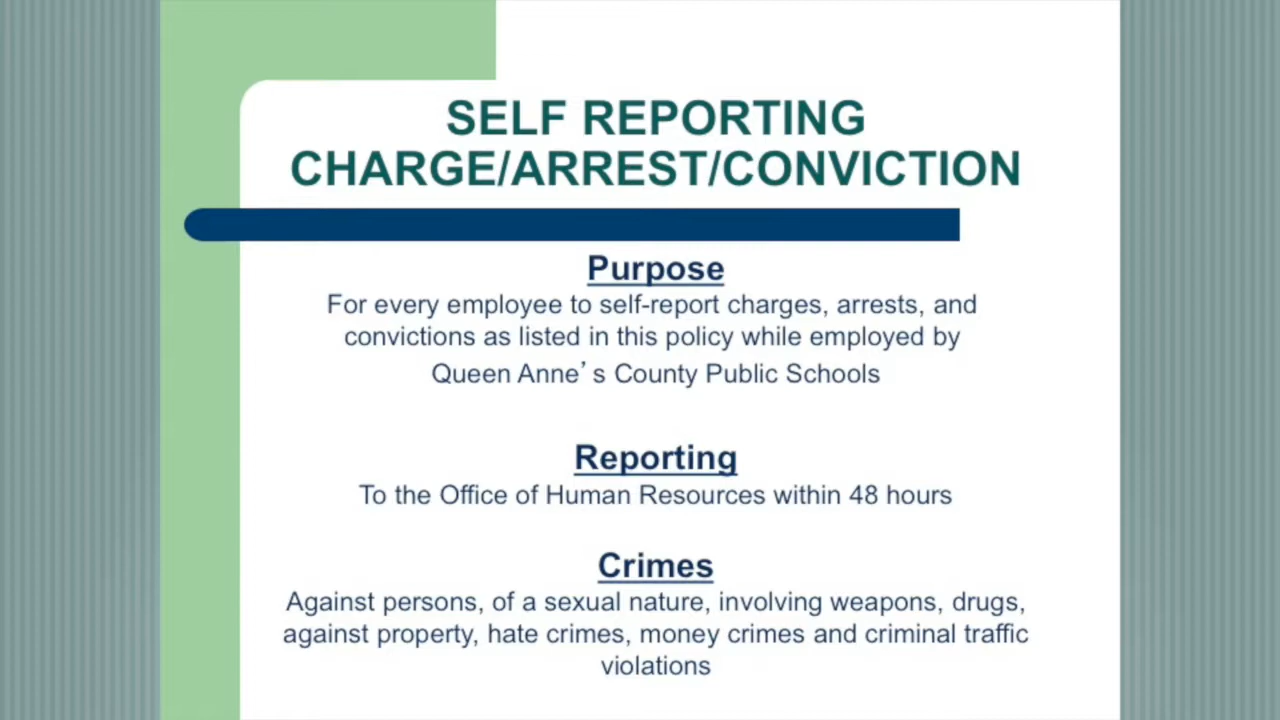 SELF REPORTING
CHARGE/ARREST/CONVICTION
Purpose
For every employee to self-report charges, arrests, and
convictions as listed in this policy while employed by
Queen Anne’s County Public Schools
Reporting
To the Office of Human Resources within 48 hours
Crimes
Against persons, of a sexual nature, involving weapons, drugs,
against property, hate crimes, money crimes and criminal traffic
violations